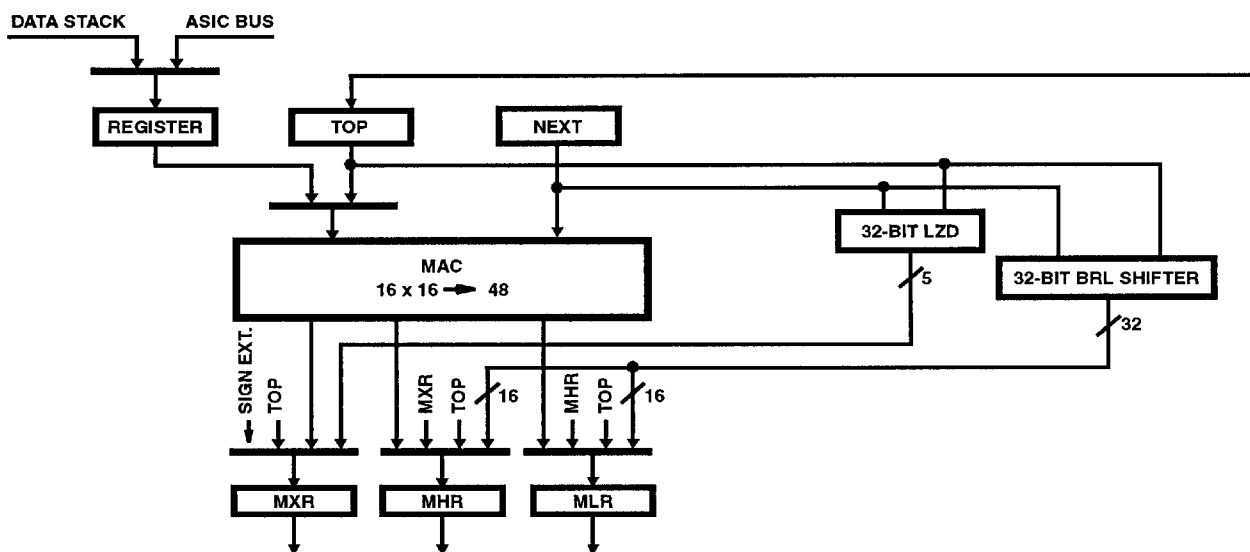 DATA STACK
ASIC BUS
REGISTER
TOP
NEXT
32-BIT LZD
MAC
16 x 16 48
5
32-BIT BRL SHIFTER
32
SIGN EXT.
TOP
MXR
TOP
16
MHR
TOP
16
MXR
MHR
MLR